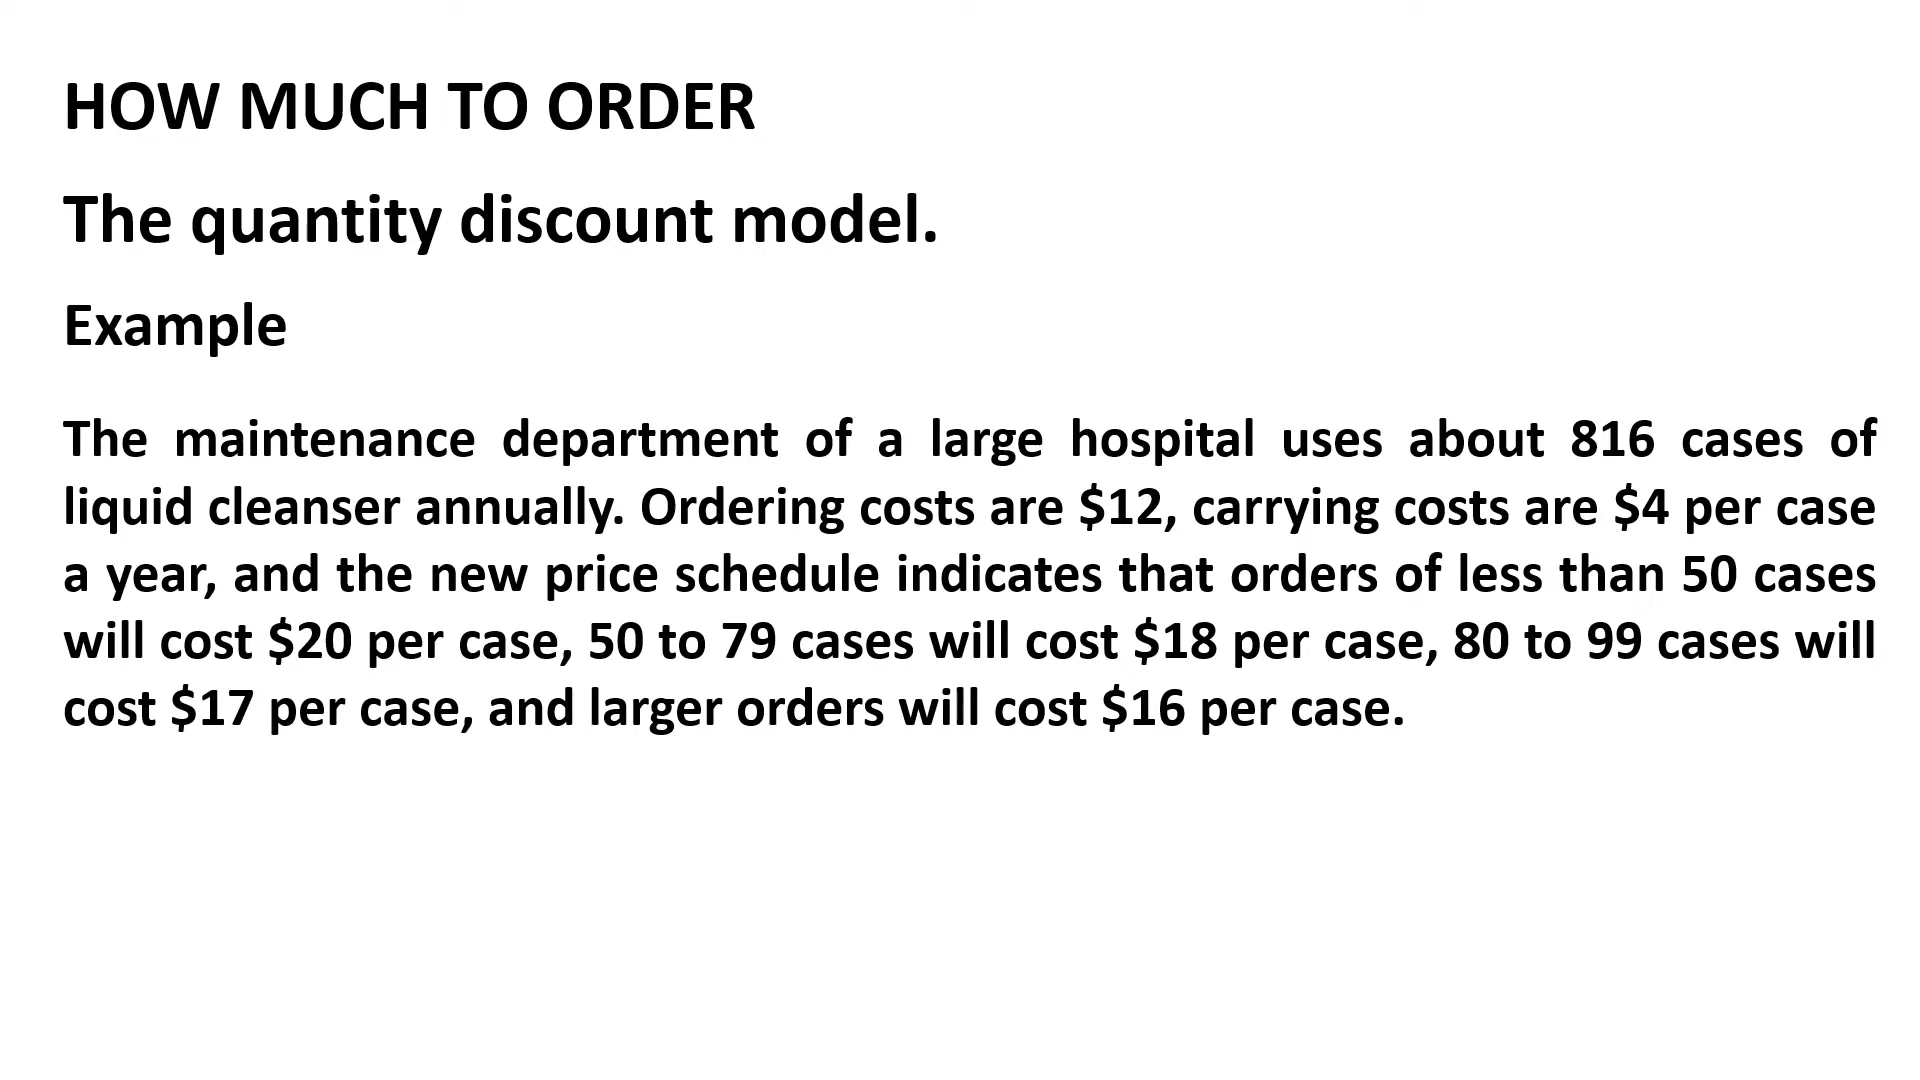 HOW MUCH TO ORDER
The quantity discount model.
Example
The maintenance department of a large hospital uses about 816 cases of
liquid cleanser annually. Ordering costs are $12, carrying costs are $4 per case
a year, and the new price schedule indicates that orders of less than 50 cases
will cost $20 per case, 50 to 79 cases will cost $18 per case, 80 to 99 cases will
cost $17 per case, and larger orders will cost $16 per case.